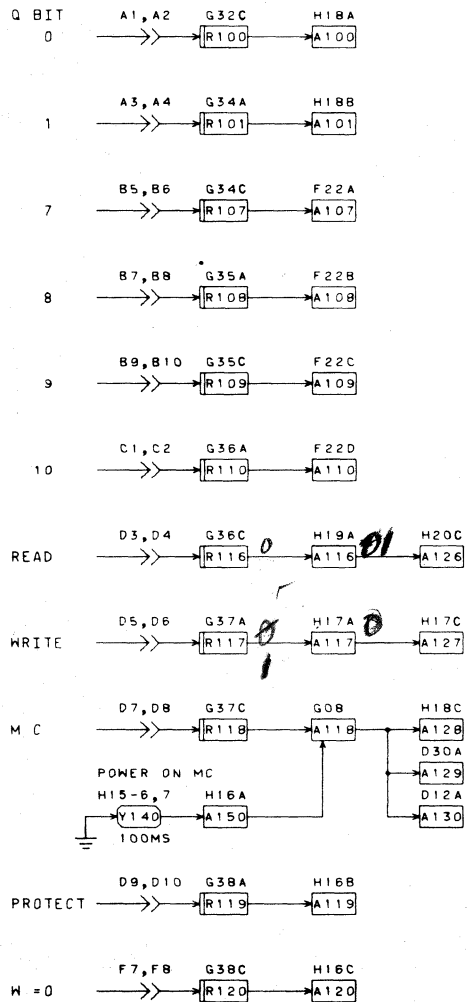 Q BIT A1,A2 G32C H18A
0 R100 A100
A3,A4 G34A H18B
1 R101 A101
B5,B6 G34C F22A
7 R107 A107
B7,B8 G35A F22B
8 R108 A108
B9,B10 G35C F22C
9 R109 A109
C1,C2 G36A F22D
10 R110 A110
D3,D4 G36C H19A H20C
READ R116 0 A116 01 A126
D5,D6 G37A H17A H17C
WRITE R117 0 A117 0 A127
1
D7,D8 G37C G08 H18C
M C R118 A118 A128
D30A
POWER ON MC A129
H15-6,7 H16A D12A
Y140 A150 A130
100MS
D9,D10 G38A H16B
PROTECT R119 A119
F7,F8 G38C H16C
W =0 R120 A120